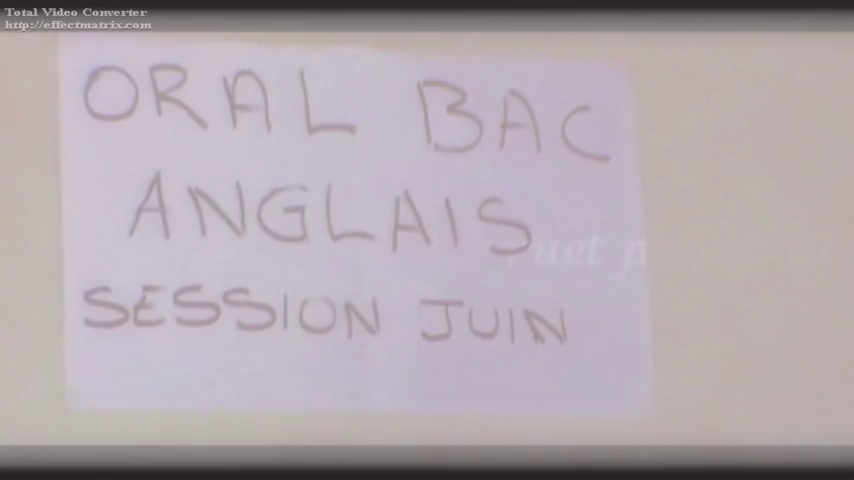 Total Video Converter
http://effectmatrix.com
ORAL BAC
ANGLAIS
SESSION JUIN